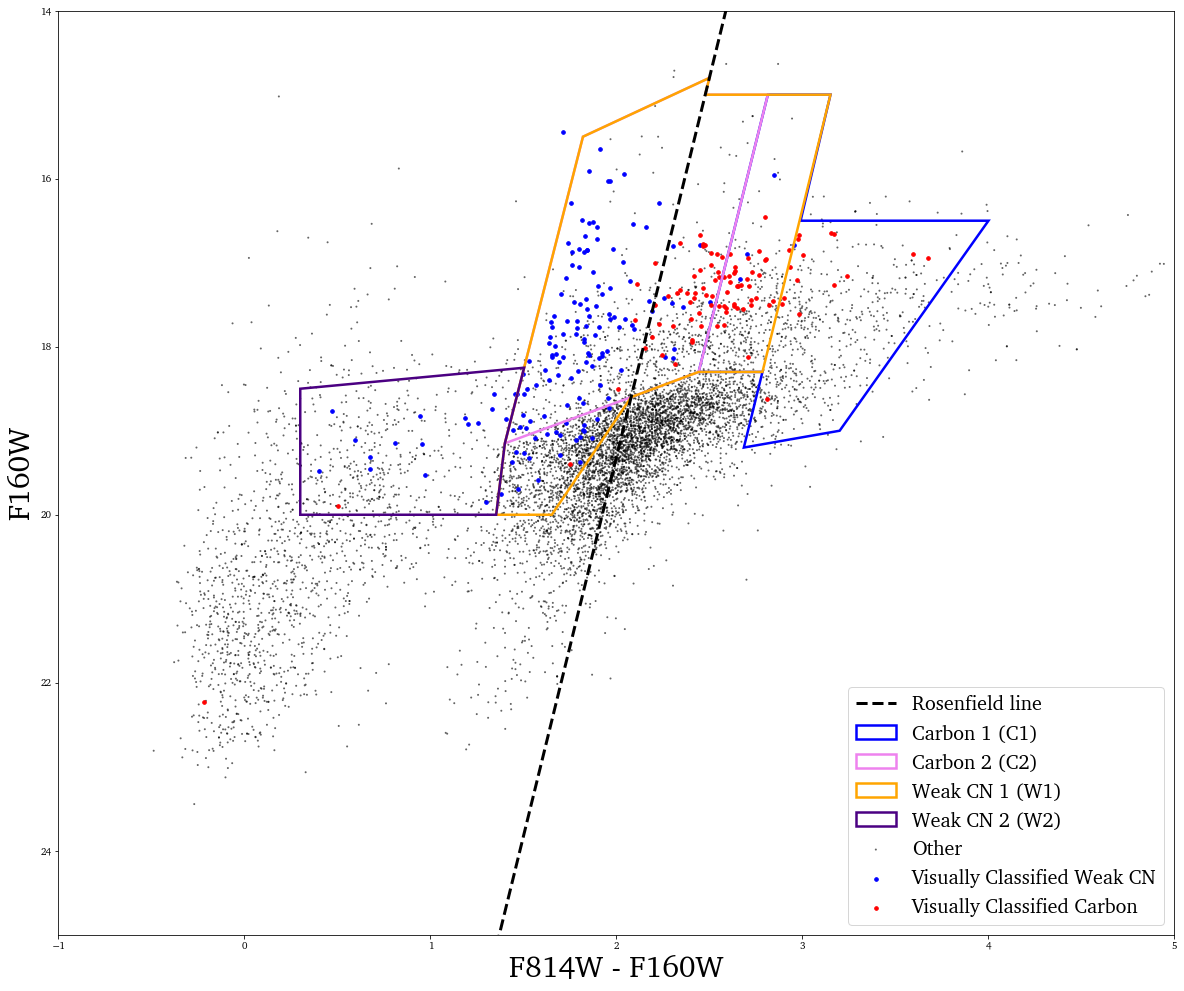 14
16
18
20
22
24
F160W
−1
0
1
2
3
4
5
F814W - F160W
Rosenfield line
Carbon 1 (C1)
Carbon 2 (C2)
Weak CN 1 (W1)
Weak CN 2 (W2)
Other
Visually Classified Weak CN
Visually Classified Carbon